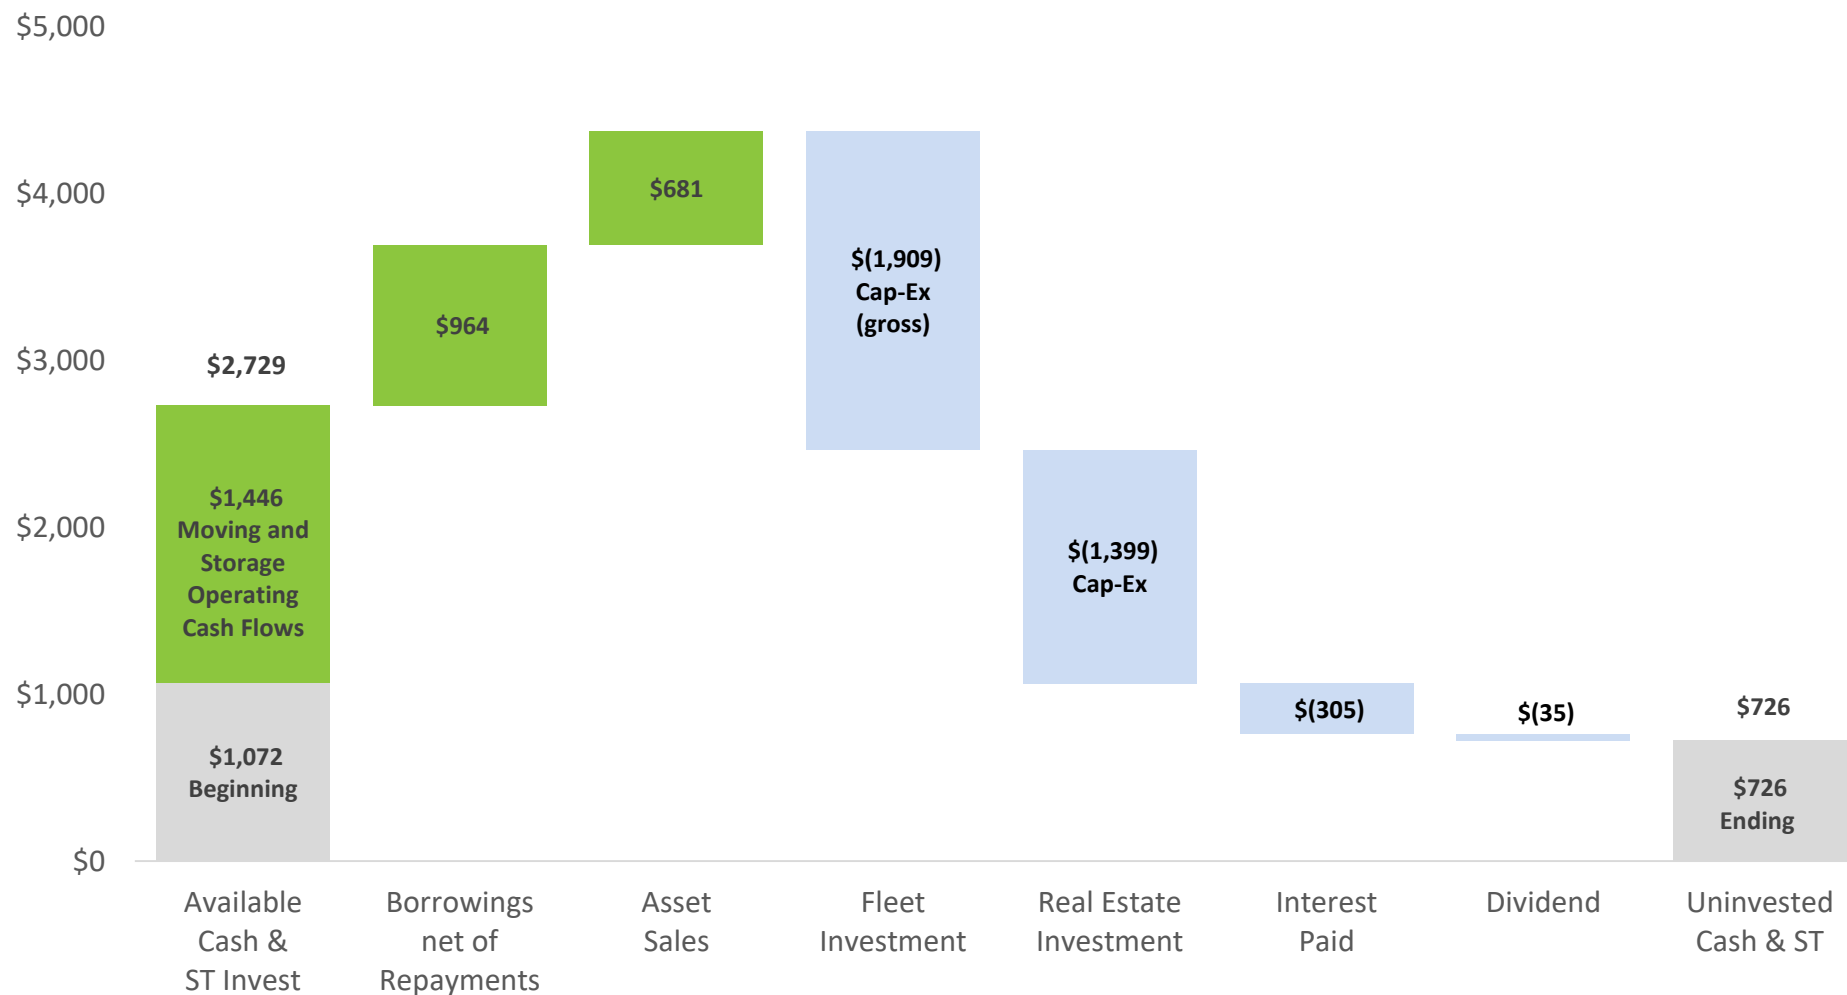 $5,000
$4,000
$3,000
$2,000
$1,000
$0
$2,729
$1,446
Moving and
Storage
Operating
Cash Flows
$1,072
Beginning
$964
$681
$(1,909)
Cap-Ex
(gross)
$(1,399)
Cap-Ex
$(305)
$(35)
$726
$726
Ending
Available
Cash &
ST Invest
Borrowings
net of
Repayments
Asset
Sales
Fleet
Investment
Real Estate
Investment
Interest
Paid
Dividend
Uninvested
Cash & ST